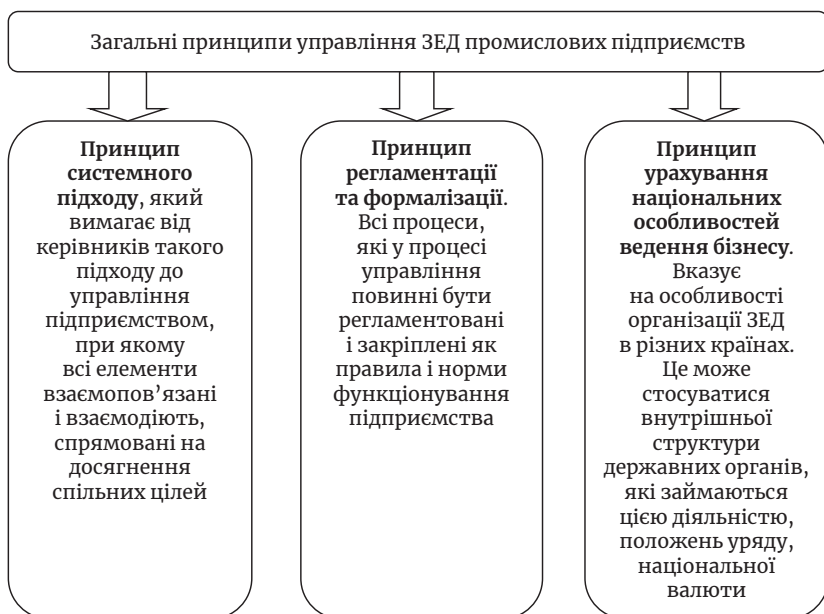 Загальні принципи управління ЗЕД промислових підприємств
Принцип
системного
підходу, який
вимагає від
керівників такого
підходу до
управління
підприємством,
при якому
всі елементи
взаємопов’язані
і взаємодіють,
спрямовані на
досягнення
спільних цілей
Принцип
регламентації
та формалізації.
Всі процеси,
які у процесі
управління
повинні бути
регламентовані
і закріплені як
правила і норми
функціонування
підприємства
Принцип
урахування
національних
особливостей
ведення бізнесу.
Вказує
на особливості
організації ЗЕД
в різних країнах.
Це може
стосуватися
внутрішньої
структури
державних органів,
які займаються
цією діяльністю,
положень уряду,
національної
валюти